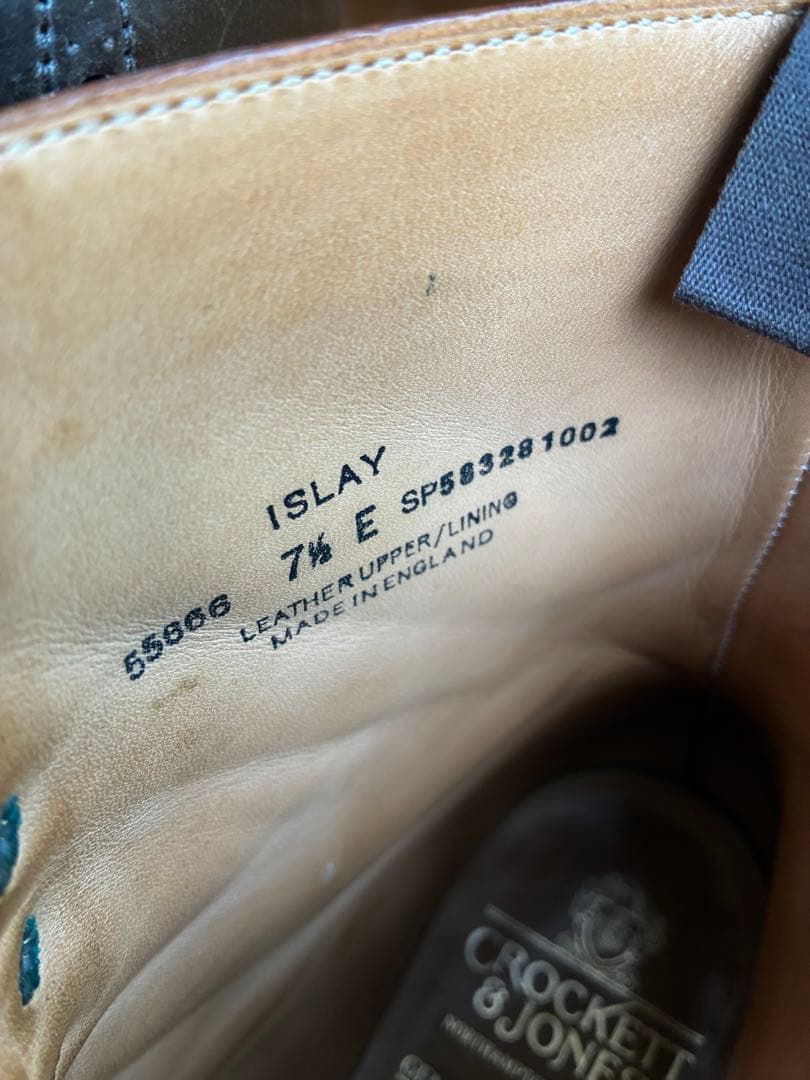 ISLAY
7½ E SP583281002
55866
LEATHER UPPER/LINING
MADE IN ENGLAND
CROCKETT
& JONES